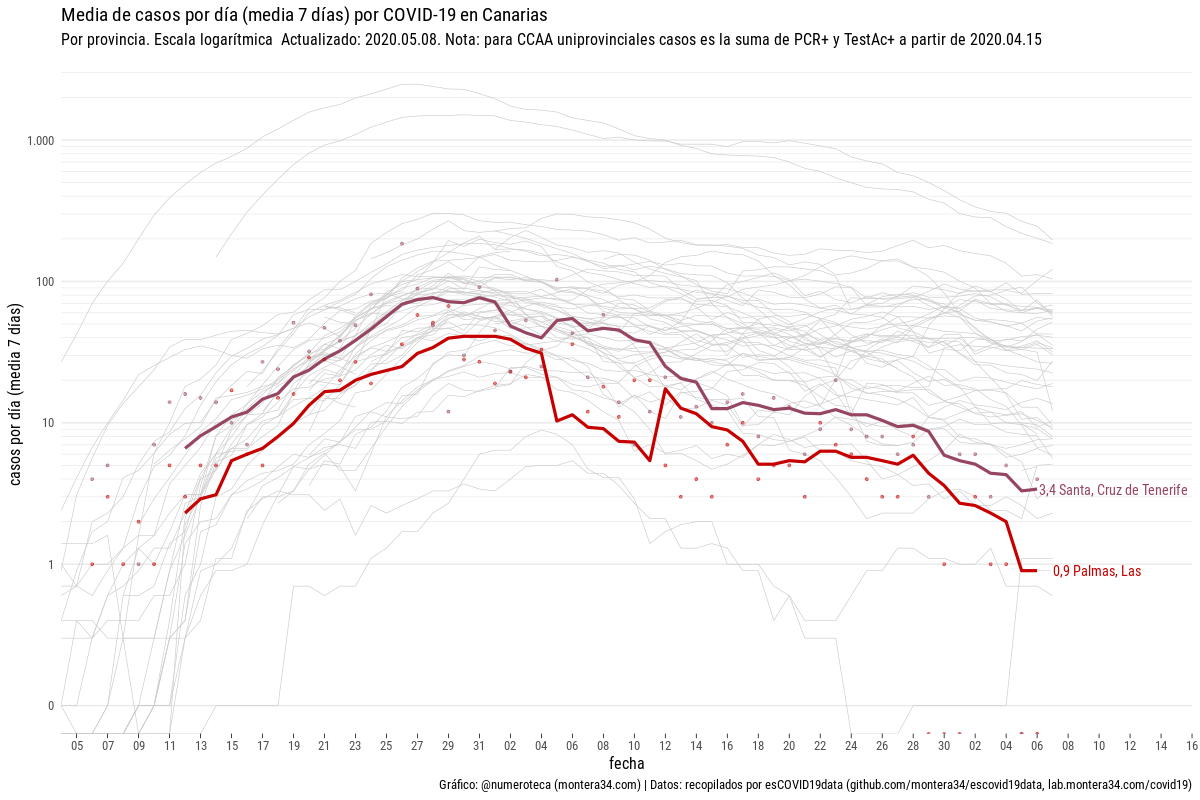 Media de casos por día (media 7 días) por COVID-19 en Canarias
Por provincia. Escala logarítmica  Actualizado: 2020.05.08. Nota: para CCAA uniprovinciales casos es la suma de PCR+ y TestAc+ a partir de 2020.04.15
casos por día (media 7 días)
1.000
100
10
1
0
3,4 Santa, Cruz de Tenerife
0,9 Palmas, Las
05 07 09 11 13 15 17 19 21 23 25 27 29 31 02 04 06 08 10 12 14 16 18 20 22 24 26 28 30 02 04 06 08 10 12 14 16
fecha
Gráfico: @numeroteca (montera34.com) | Datos: recopilados por esCOVID19data (github.com/montera34/escovid19data, lab.montera34.com/covid19)